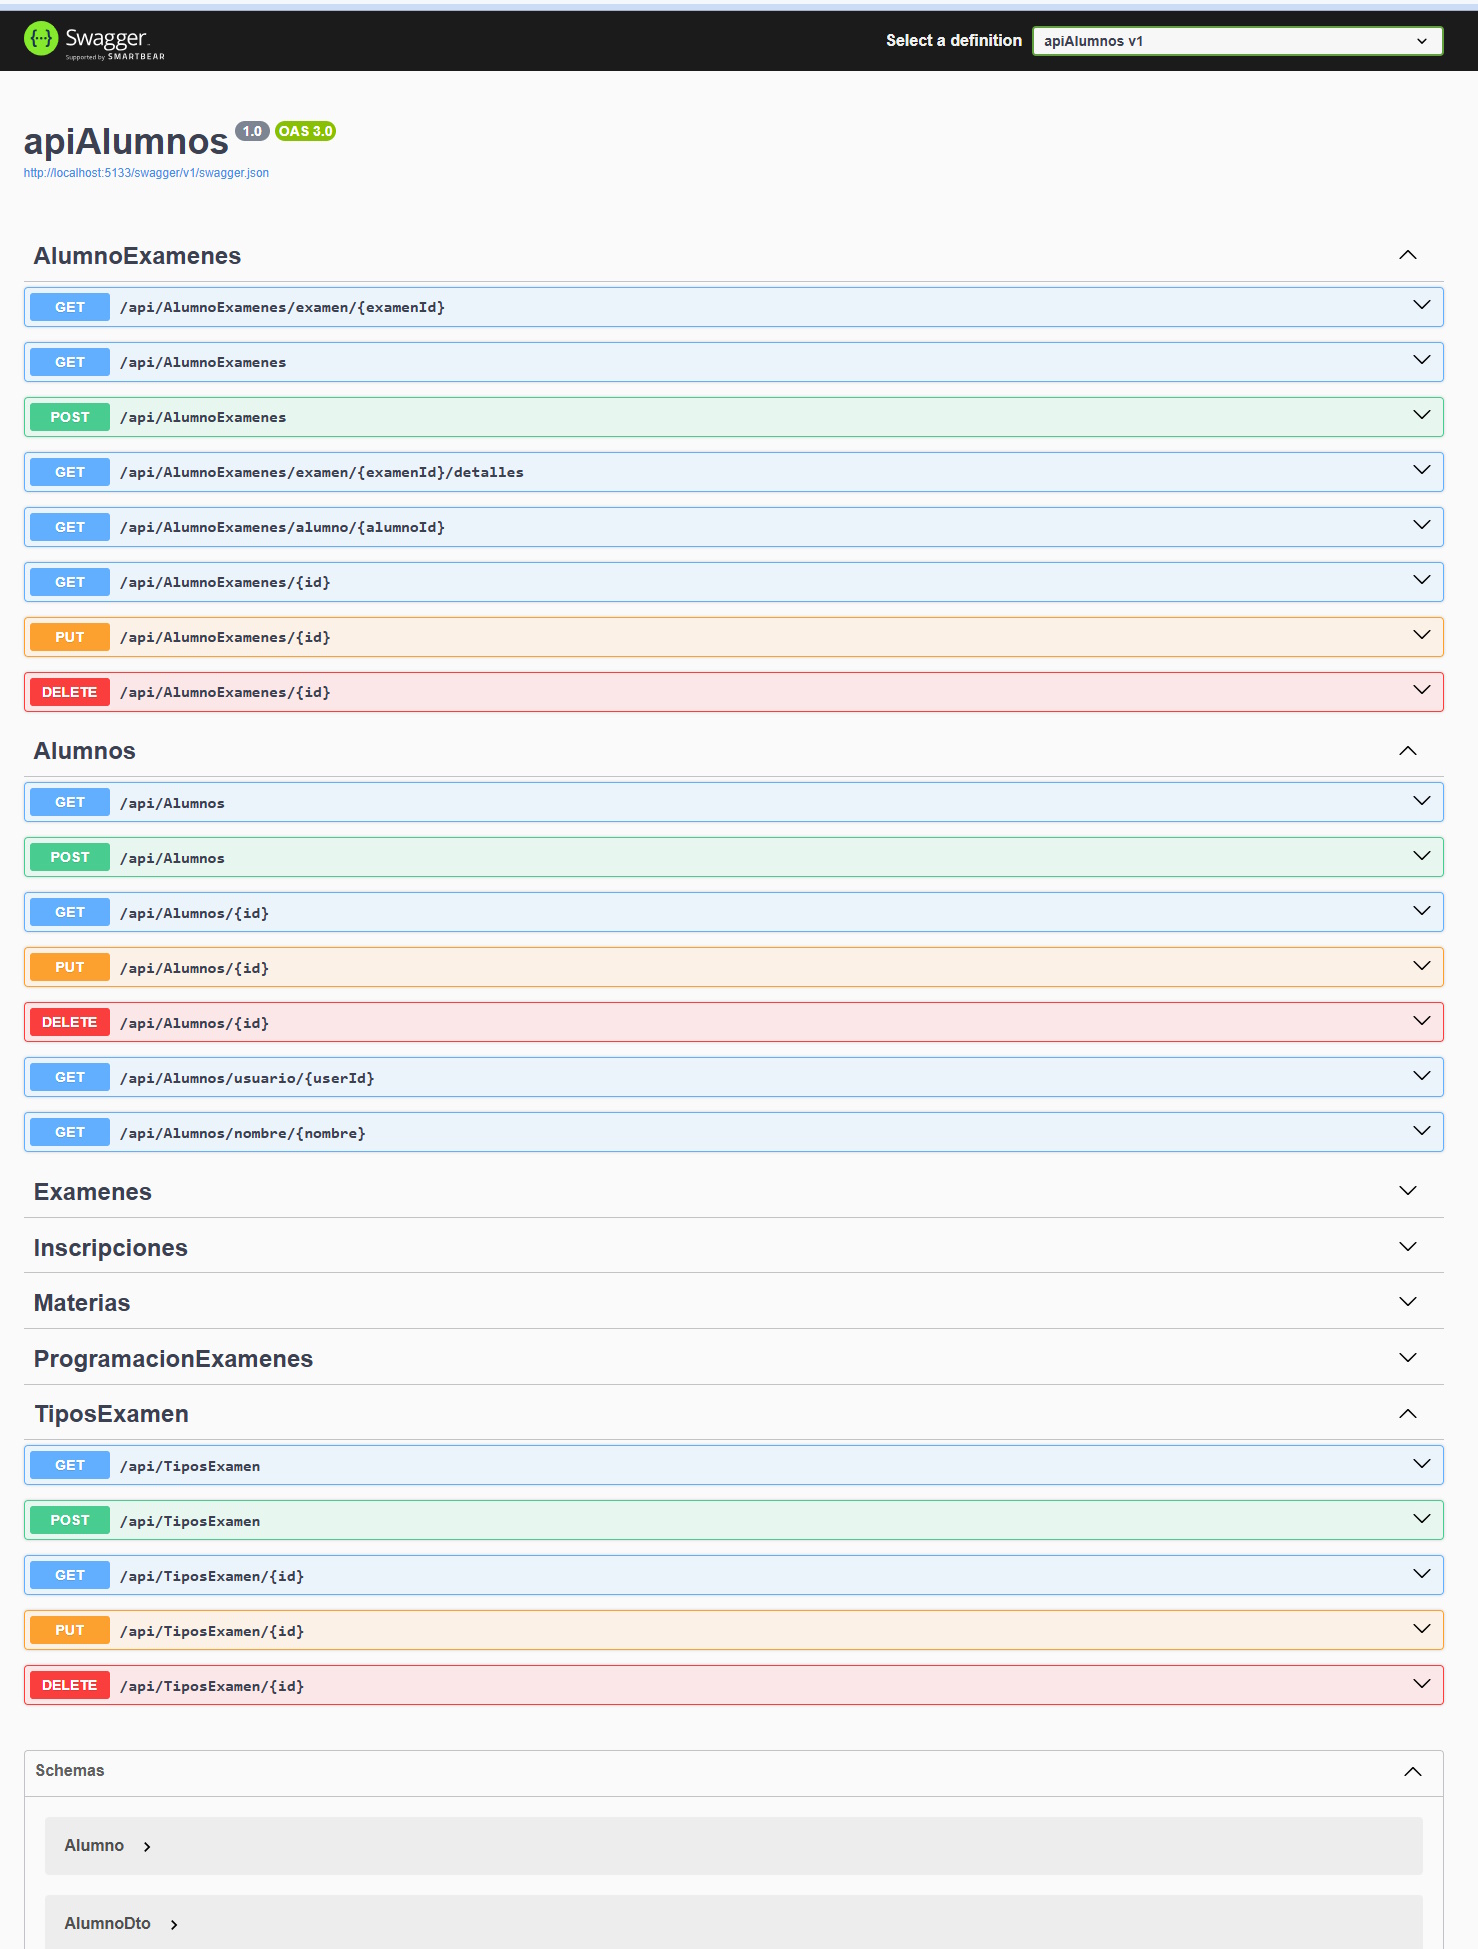 Swagger
Supported by SMARTBEAR
Select a definition
apiAlumnos v1
apiAlumnos 1.0 OAS 3.0
http://localhost:5133/swagger/v1/swagger.json
AlumnoExamenes
GET /api/AlumnoExamenes/examen/{examenId}
GET /api/AlumnoExamenes
POST /api/AlumnoExamenes
GET /api/AlumnoExamenes/examen/{examenId}/detalles
GET /api/AlumnoExamenes/alumno/{alumnoId}
GET /api/AlumnoExamenes/{id}
PUT /api/AlumnoExamenes/{id}
DELETE /api/AlumnoExamenes/{id}
Alumnos
GET /api/Alumnos
POST /api/Alumnos
GET /api/Alumnos/{id}
PUT /api/Alumnos/{id}
DELETE /api/Alumnos/{id}
GET /api/Alumnos/usuario/{userId}
GET /api/Alumnos/nombre/{nombre}
Examenes
Inscripciones
Materias
ProgramacionExamenes
TiposExamen
GET /api/TiposExamen
POST /api/TiposExamen
GET /api/TiposExamen/{id}
PUT /api/TiposExamen/{id}
DELETE /api/TiposExamen/{id}
Schemas
Alumno
AlumnoDto